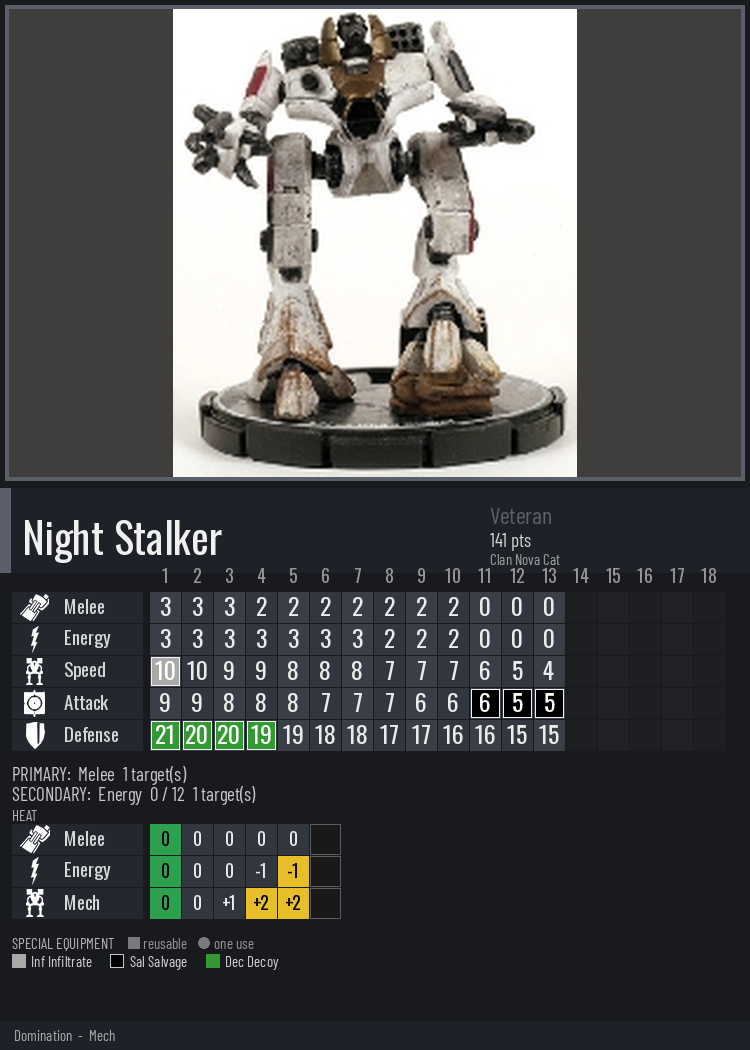 Night Stalker
Veteran
141 pts
Clan Nova Cat
1 2 3 4 5 6 7 8 9 10 11 12 13 14 15 16 17 18
Melee 3 3 3 2 2 2 2 2 2 2 0 0 0
Energy 3 3 3 3 3 3 3 2 2 2 0 0 0
Speed 10 10 9 9 8 8 8 7 7 7 6 5 4
Attack 9 9 8 8 8 7 7 7 6 6 6 5 5
Defense 21 20 20 19 19 18 18 17 17 16 16 15 15
PRIMARY: Melee 1 target(s)
SECONDARY: Energy 0 / 12 1 target(s)
HEAT
Melee 0 0 0 0 0
Energy 0 0 0 -1 -1
Mech 0 0 +1 +2 +2
SPECIAL EQUIPMENT reusable one use
Inf Infiltrate Sal Salvage Dec Decoy
Domination - Mech